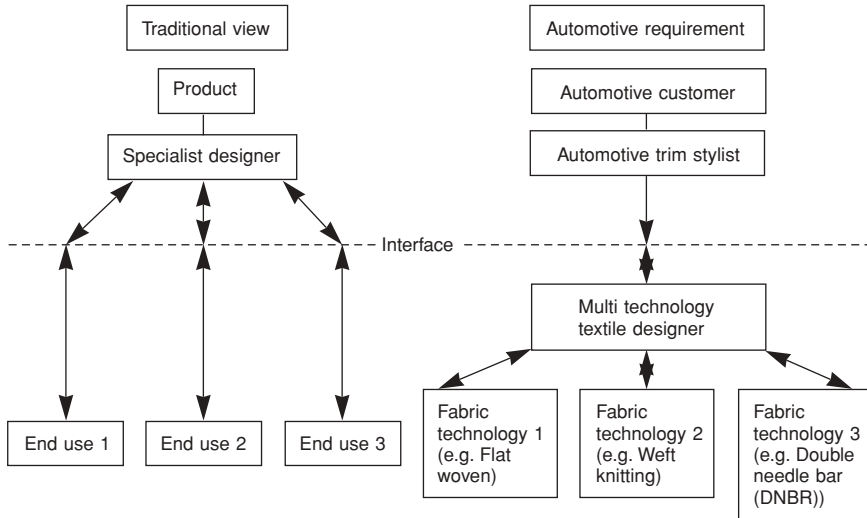 Traditional view
Automotive requirement
Product
Automotive customer
Specialist designer
Automotive trim stylist
Interface
Multi technology
textile designer
End use 1
End use 2
End use 3
Fabric
technology 1
(e.g. Flat
woven)
Fabric
technology 2
(e.g. Weft
knitting)
Fabric
technology 3
(e.g. Double
needle bar
(DNBR))